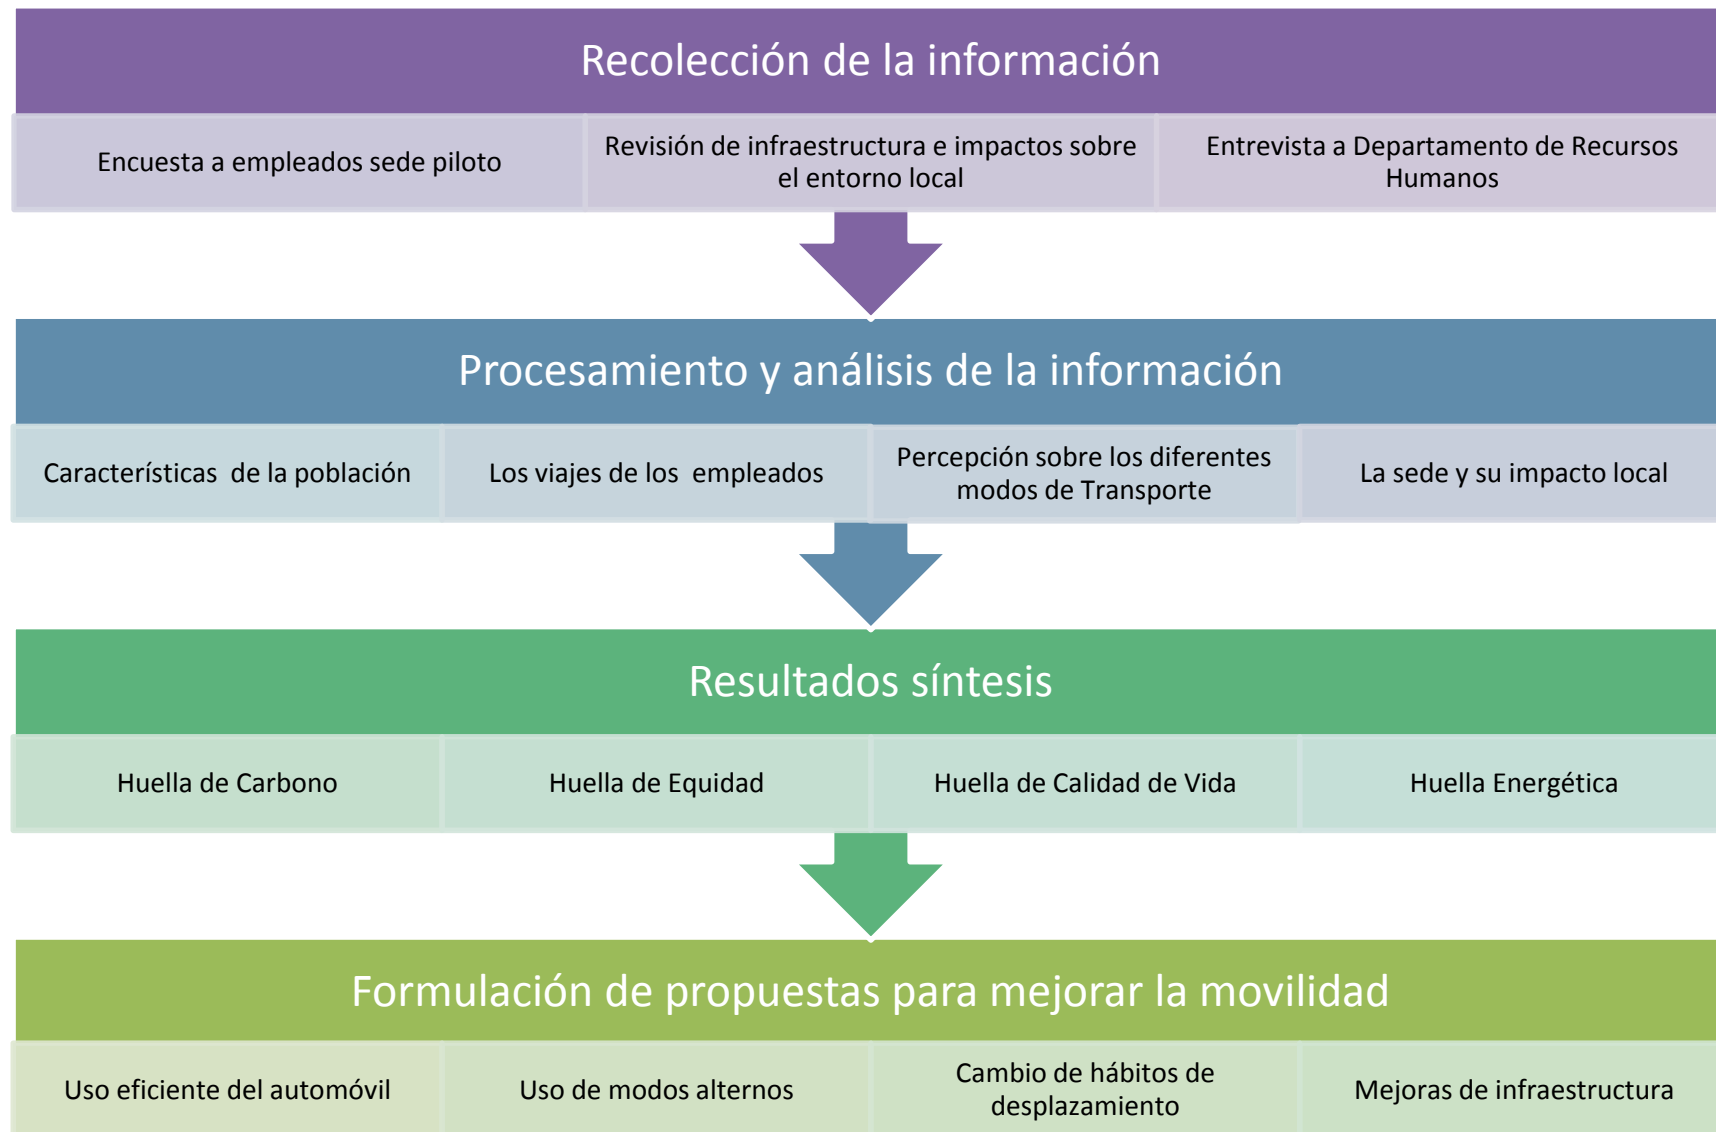 Recolección de la información
Encuesta a empleados sede piloto
Revisión de infraestructura e impactos sobre
el entorno local
Entrevista a Departamento de Recursos
Humanos
Procesamiento y análisis de la información
Características de la población
Los viajes de los empleados
Percepción sobre los diferentes
modos de Transporte
La sede y su impacto local
Resultados síntesis
Huella de Carbono
Huella de Equidad
Huella de Calidad de Vida
Huella Energética
Formulación de propuestas para mejorar la movilidad
Uso eficiente del automóvil
Uso de modos alternos
Cambio de hábitos de
desplazamiento
Mejoras de infraestructura